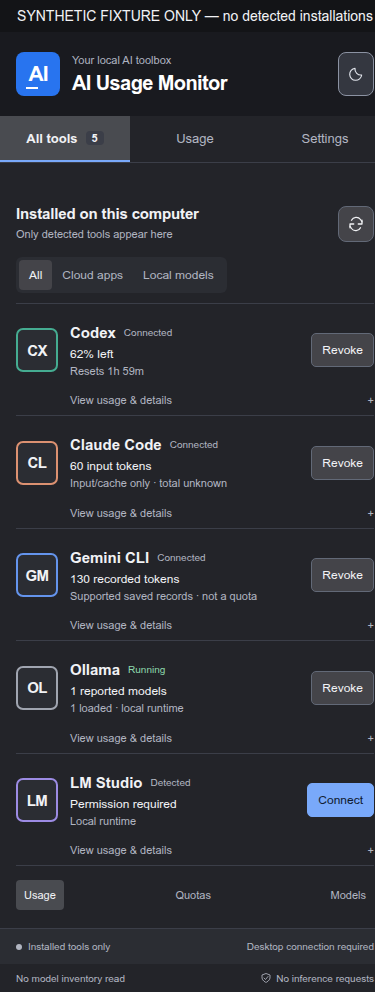 SYNTHETIC FIXTURE ONLY — no detected installations
AI
Your local AI toolbox
AI Usage Monitor
All tools 5 Usage Settings
Installed on this computer
Only detected tools appear here
All Cloud apps Local models
CX
Codex Connected
62% left
Resets 1h 59m
Revoke
View usage & details +
CL
Claude Code Connected
60 input tokens
Input/cache only · total unknown
Revoke
View usage & details +
GM
Gemini CLI Connected
130 recorded tokens
Supported saved records · not a quota
Revoke
View usage & details +
OL
Ollama Running
1 reported models
1 loaded · local runtime
Revoke
View usage & details +
LM
LM Studio Detected
Permission required
Local runtime
Connect
View usage & details +
Usage Quotas Models
Installed tools only Desktop connection required
No model inventory read No inference requests